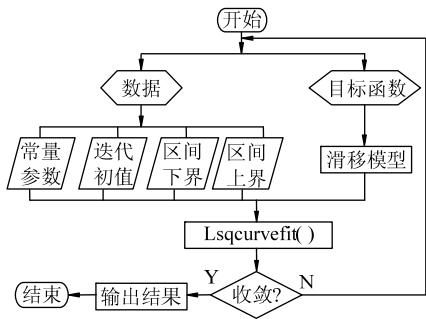 开始
数据
目标函数
常量
参数
迭代
初值
区间
下界
区间
上界
滑移模型
Lsqcurvefit( )
Y
N
结束
输出结果
收敛?